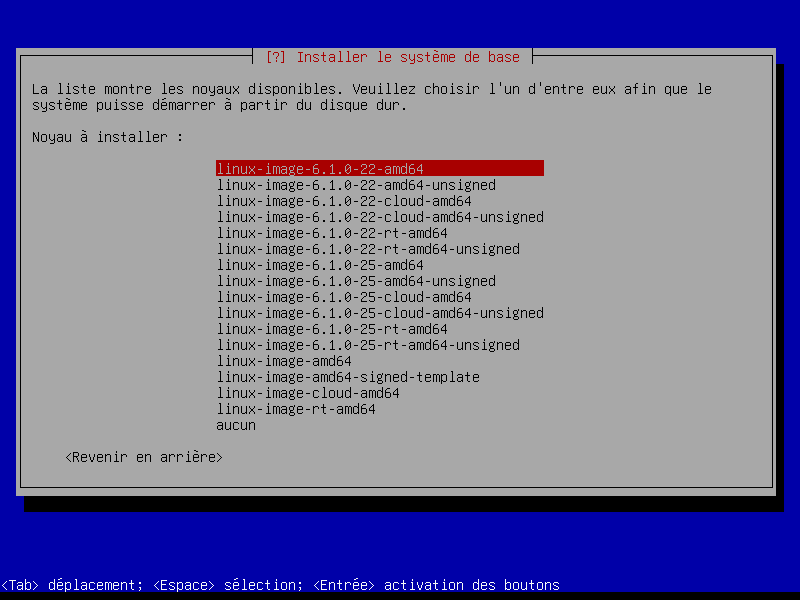 [?] Installer le système de base
La liste montre les noyaux disponibles. Veuillez choisir l'un d'entre eux afin que le
système puisse démarrer à partir du disque dur.
Noyau à installer :
linux-image-6.1.0-22-amd64
linux-image-6.1.0-22-amd64-unsigned
linux-image-6.1.0-22-cloud-amd64
linux-image-6.1.0-22-cloud-amd64-unsigned
linux-image-6.1.0-22-rt-amd64
linux-image-6.1.0-22-rt-amd64-unsigned
linux-image-6.1.0-25-amd64
linux-image-6.1.0-25-amd64-unsigned
linux-image-6.1.0-25-cloud-amd64
linux-image-6.1.0-25-cloud-amd64-unsigned
linux-image-6.1.0-25-rt-amd64
linux-image-6.1.0-25-rt-amd64-unsigned
linux-image-amd64
linux-image-amd64-signed-template
linux-image-cloud-amd64
linux-image-rt-amd64
aucun
<Revenir en arrière>
<Tab> déplacement; <Espace> sélection; <Entrée> activation des boutons